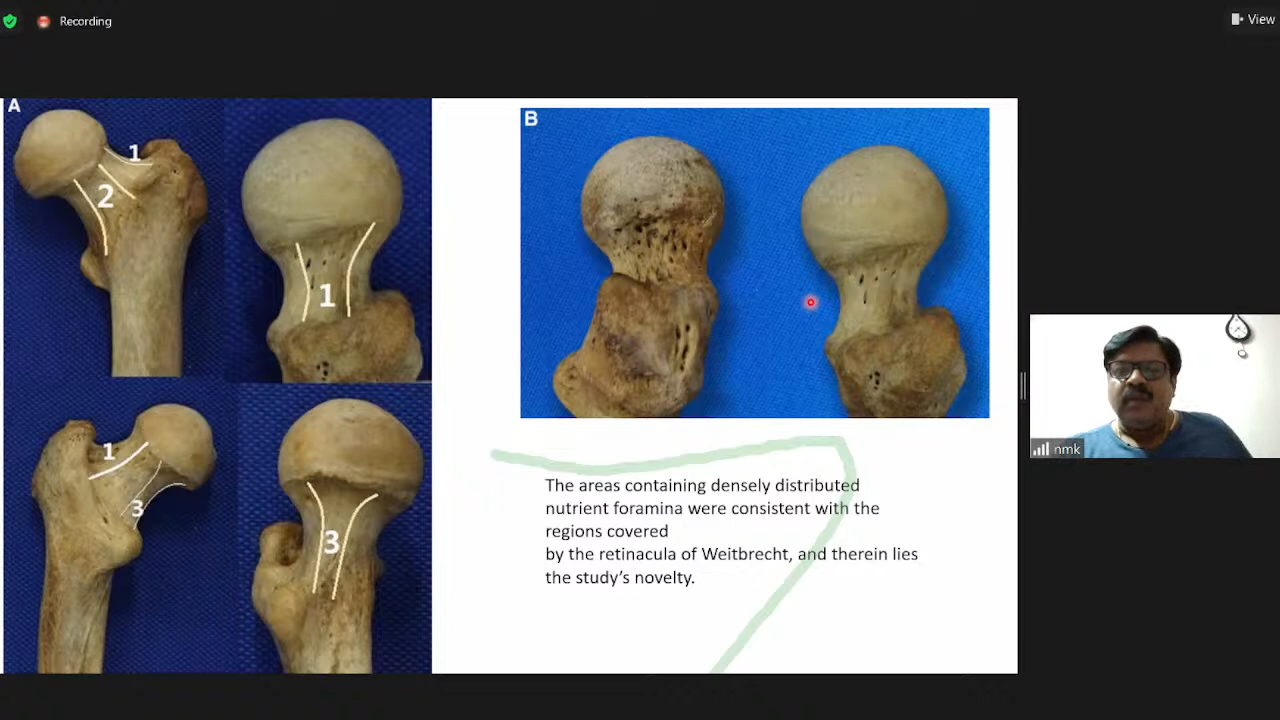 Recording
View
A
1
2
1
1
3
3
B
The areas containing densely distributed
nutrient foramina were consistent with the
regions covered
by the retinacula of Weitbrecht, and therein lies
the study's novelty.
nmk